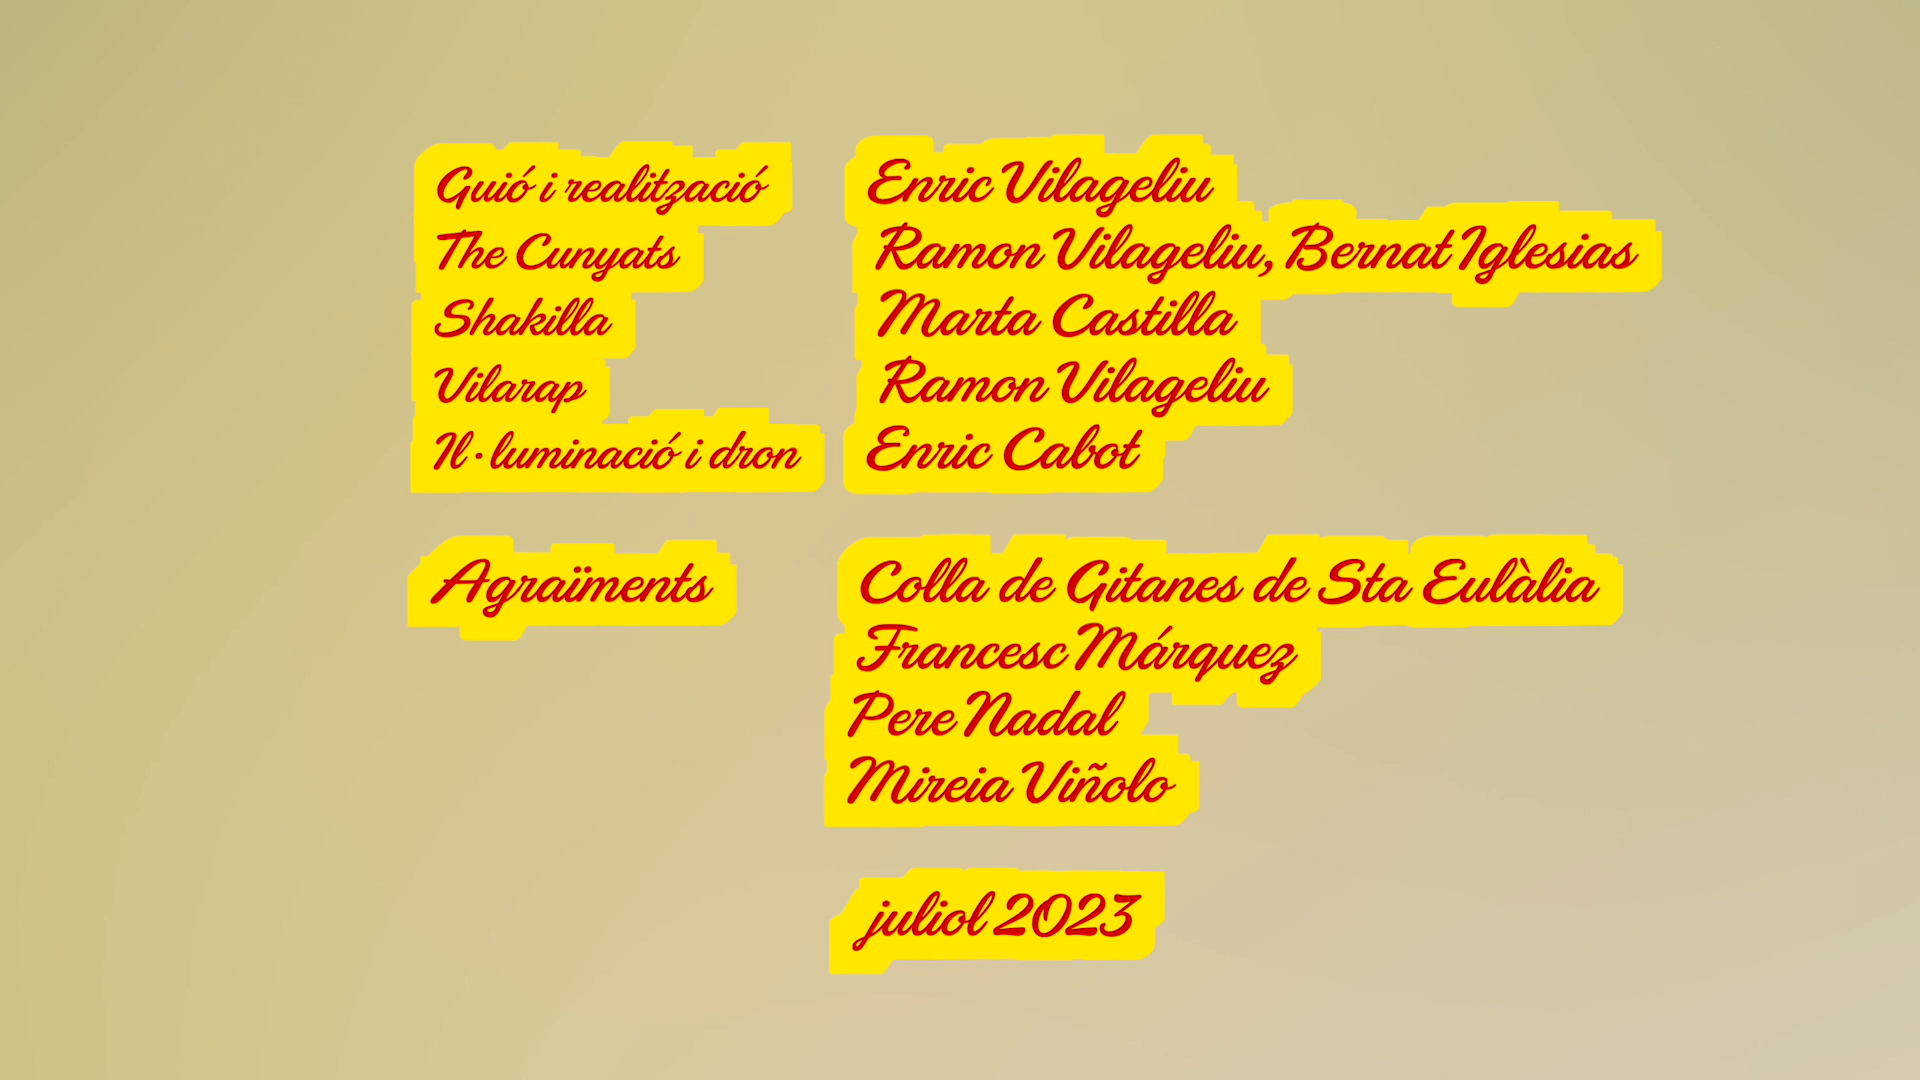 Guió i realització Enric Vilageliu
The Cunyats Ramon Vilageliu, Bernat Iglesias
Shakilla Marta Castilla
Vilarap Ramon Vilageliu
Il·luminació i dron Enric Cabot
Agraïments Colla de Gitanes de Sta Eulàlia
Francesc Márquez
Pere Nadal
Mireia Viñolo
juliol 2023